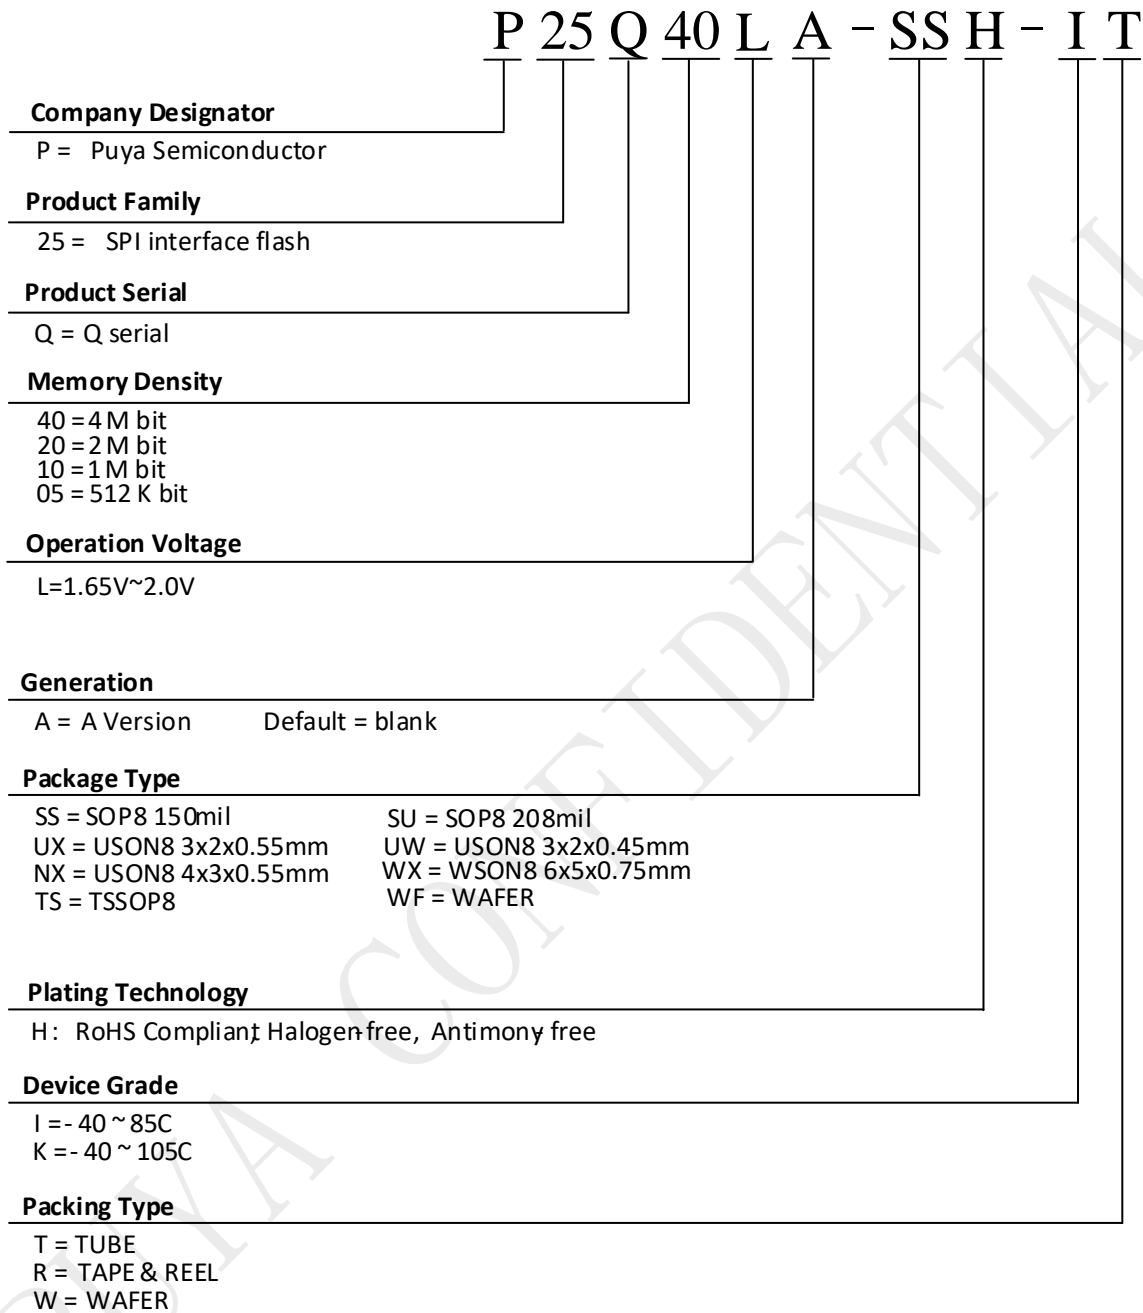 P 25 Q 40 L A - SS H - I T
Company Designator
P = Puya Semiconductor
Product Family
25 = SPI interface flash
Product Serial
Q = Q serial
Memory Density
40 = 4 M bit
20 = 2 M bit
10 = 1 M bit
05 = 512 K bit
Operation Voltage
L=1.65V~2.0V
Generation
A = A Version Default = blank
Package Type
SS = SOP8 150mil SU = SOP8 208mil
UX = USON8 3x2x0.55mm UW = USON8 3x2x0.45mm
NX = USON8 4x3x0.55mm WX = WSON8 6x5x0.75mm
TS = TSSOP8 WF = WAFER
Plating Technology
H: RoHS Compliant, Halogen-free, Antimony-free
Device Grade
I = - 40 ~ 85C
K = - 40 ~ 105C
Packing Type
T = TUBE
R = TAPE & REEL
W = WAFER
PUYA CONFIDENTIAL